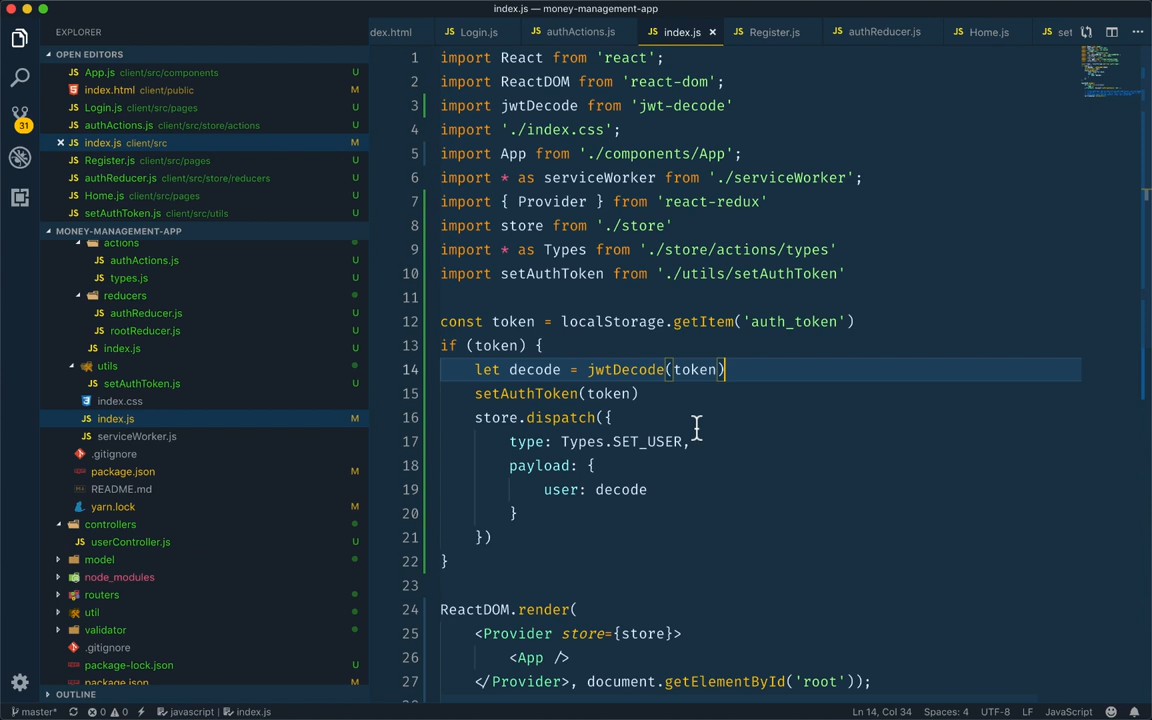 index.js — money-management-app
EXPLORER
OPEN EDITORS
App.js client/src/components U
index.html client/public M
Login.js client/src/pages U
authActions.js client/src/store/actions U
index.js client/src M
Register.js client/src/pages U
authReducer.js client/src/store/reducers U
Home.js client/src/pages U
setAuthToken.js client/src/utils U
MONEY-MANAGEMENT-APP
actions
authActions.js U
types.js U
reducers
authReducer.js U
rootReducer.js U
index.js U
utils
setAuthToken.js U
index.css
index.js M
serviceWorker.js
.gitignore
package.json M
README.md
yarn.lock M
controllers
userController.js U
model
node_modules
routers
util
validator
.gitignore
package-lock.json U
package.json U
OUTLINE
31
dex.html
JS Login.js
JS authActions.js
JS index.js
JS Register.js
JS authReducer.js
JS Home.js
JS set
1 import React from 'react';
2 import ReactDOM from 'react-dom';
3 import jwtDecode from 'jwt-decode'
4 import './index.css';
5 import App from './components/App';
6 import * as serviceWorker from './serviceWorker';
7 import { Provider } from 'react-redux'
8 import store from './store'
9 import * as Types from './store/actions/types'
10 import setAuthToken from './utils/setAuthToken'
11
12 const token = localStorage.getItem('auth_token')
13 if (token) {
14 let decode = jwtDecode(token)
15 setAuthToken(token)
16 store.dispatch({
17 type: Types.SET_USER,
18 payload: {
19 user: decode
20 }
21 })
22 }
23
24 ReactDOM.render(
25 <Provider store={store}>
26 <App />
27 </Provider>, document.getElementById('root'));
master* 0 0 javascript | index.js Ln 14, Col 34 Spaces: 4 UTF-8 LF JavaScript